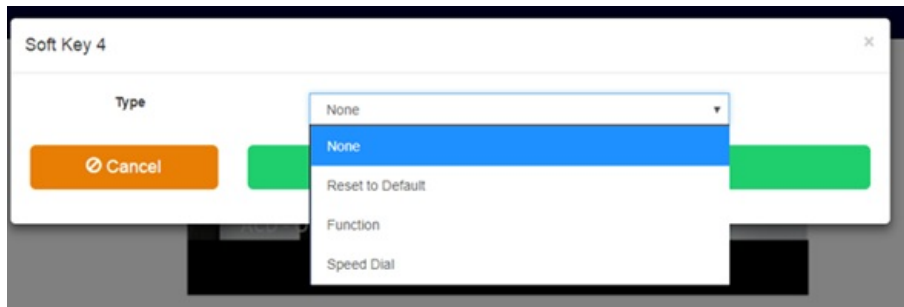 Soft Key 4
×
Type
None
None
Cancel
Reset to Default
Function
Speed Dial